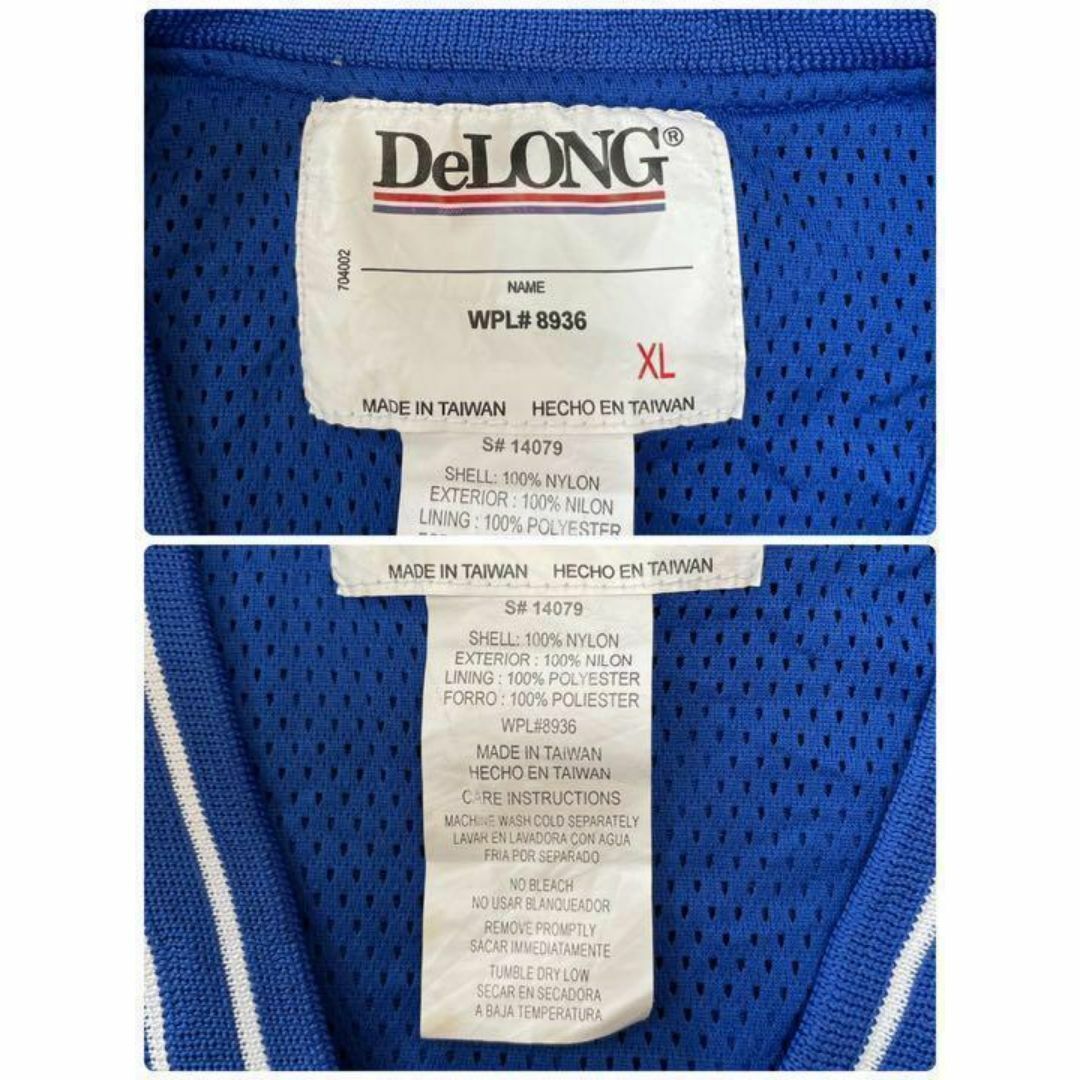 DeLONG®
704002
NAME
WPL# 8936
XL
MADE IN TAIWAN HECHO EN TAIWAN
S# 14079
SHELL: 100% NYLON
EXTERIOR : 100% NILON
LINING : 100% POLYESTER
MADE IN TAIWAN HECHO EN TAIWAN
S# 14079
SHELL: 100% NYLON
EXTERIOR : 100% NILON
LINING : 100% POLYESTER
FORRO : 100% POLIESTER
WPL#8936
MADE IN TAIWAN
HECHO EN TAIWAN
CARE INSTRUCTIONS
MACHINE WASH COLD SEPARATELY
LAVAR EN LAVADORA CON AGUA
FRIA POR SEPARADO
NO BLEACH
NO USAR BLANQUEADOR
REMOVE PROMPTLY
SACAR IMMEDIATAMENTE
TUMBLE DRY LOW
SECAR EN SECADORA
A BAJA TEMPERATURA